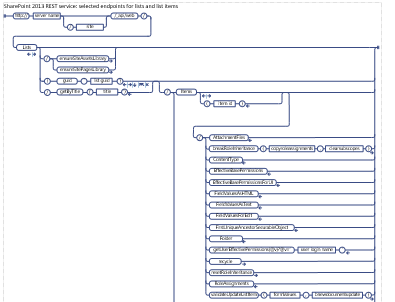 SharePoint 2013 REST service: selected endpoints for lists and list items
http:// server name /_api/web /
/ site
Lists
/ ensureSiteAssetsLibrary
ensureSitePagesLibrary
( guid ' list guid ' )
/ getByTitle ( ' title ' ) / Items
( item id )
/ AttachmentFiles
breakRoleInheritance ( copyroleassignments , clearsubscopes )
ContentType
EffectiveBasePermissions
EffectiveBasePermissionsForUI
FieldValuesAsHTML
FieldValuesAsText
FieldValuesForEdit
FirstUniqueAncestorSecurableObject
Folder
getUserEffectivePermissions(@v)?@v= user login name
recycle
resetRoleInheritance
RoleAssignments
validateUpdateListItem ( formValues , bNewDocumentUpdate )